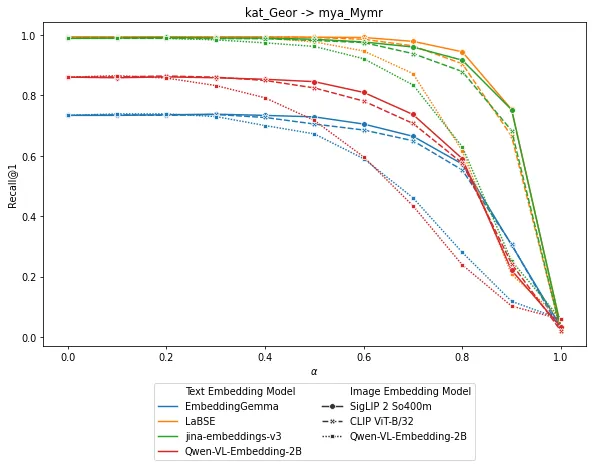 kat_Geor -> mya_Mymr
Recall@1
1.0
0.8
0.6
0.4
0.2
0.0
0.0 0.2 0.4 0.6 0.8 1.0
α
Text Embedding Model
EmbeddingGemma
LaBSE
jina-embeddings-v3
Qwen-VL-Embedding-2B
Image Embedding Model
SigLIP 2 So400m
CLIP ViT-B/32
Qwen-VL-Embedding-2B